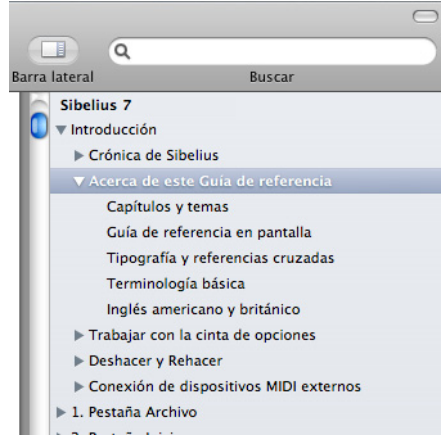 Barra lateral
Buscar
Sibelius 7
Introducción
Crónica de Sibelius
Acerca de este Guía de referencia
Capítulos y temas
Guía de referencia en pantalla
Tipografía y referencias cruzadas
Terminología básica
Inglés americano y británico
Trabajar con la cinta de opciones
Deshacer y Rehacer
Conexión de dispositivos MIDI externos
1. Pestaña Archivo